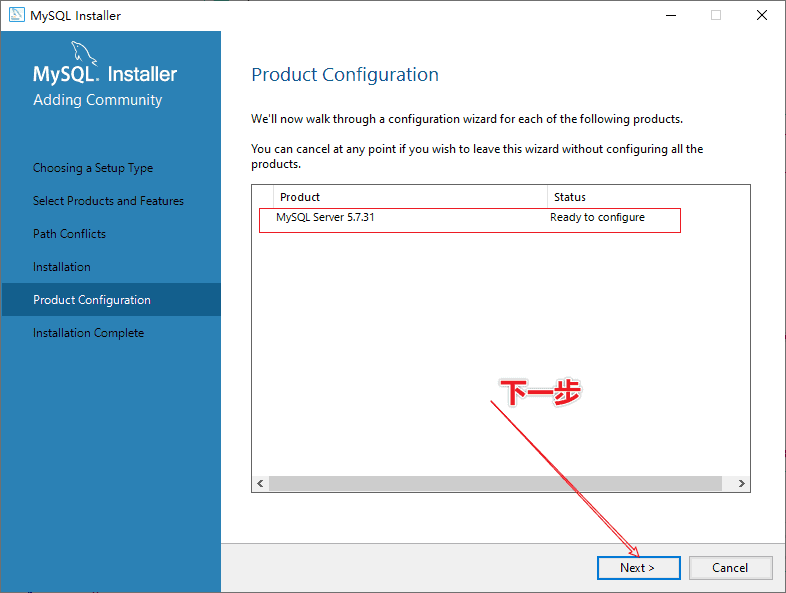 MySQL Installer
MySQL. Installer
Adding Community
Choosing a Setup Type
Select Products and Features
Path Conflicts
Installation
Product Configuration
Installation Complete
Product Configuration
We'll now walk through a configuration wizard for each of the following products.
You can cancel at any point if you wish to leave this wizard without configuring all the
products.
Product Status
MySQL Server 5.7.31 Ready to configure
下一步
Next > Cancel